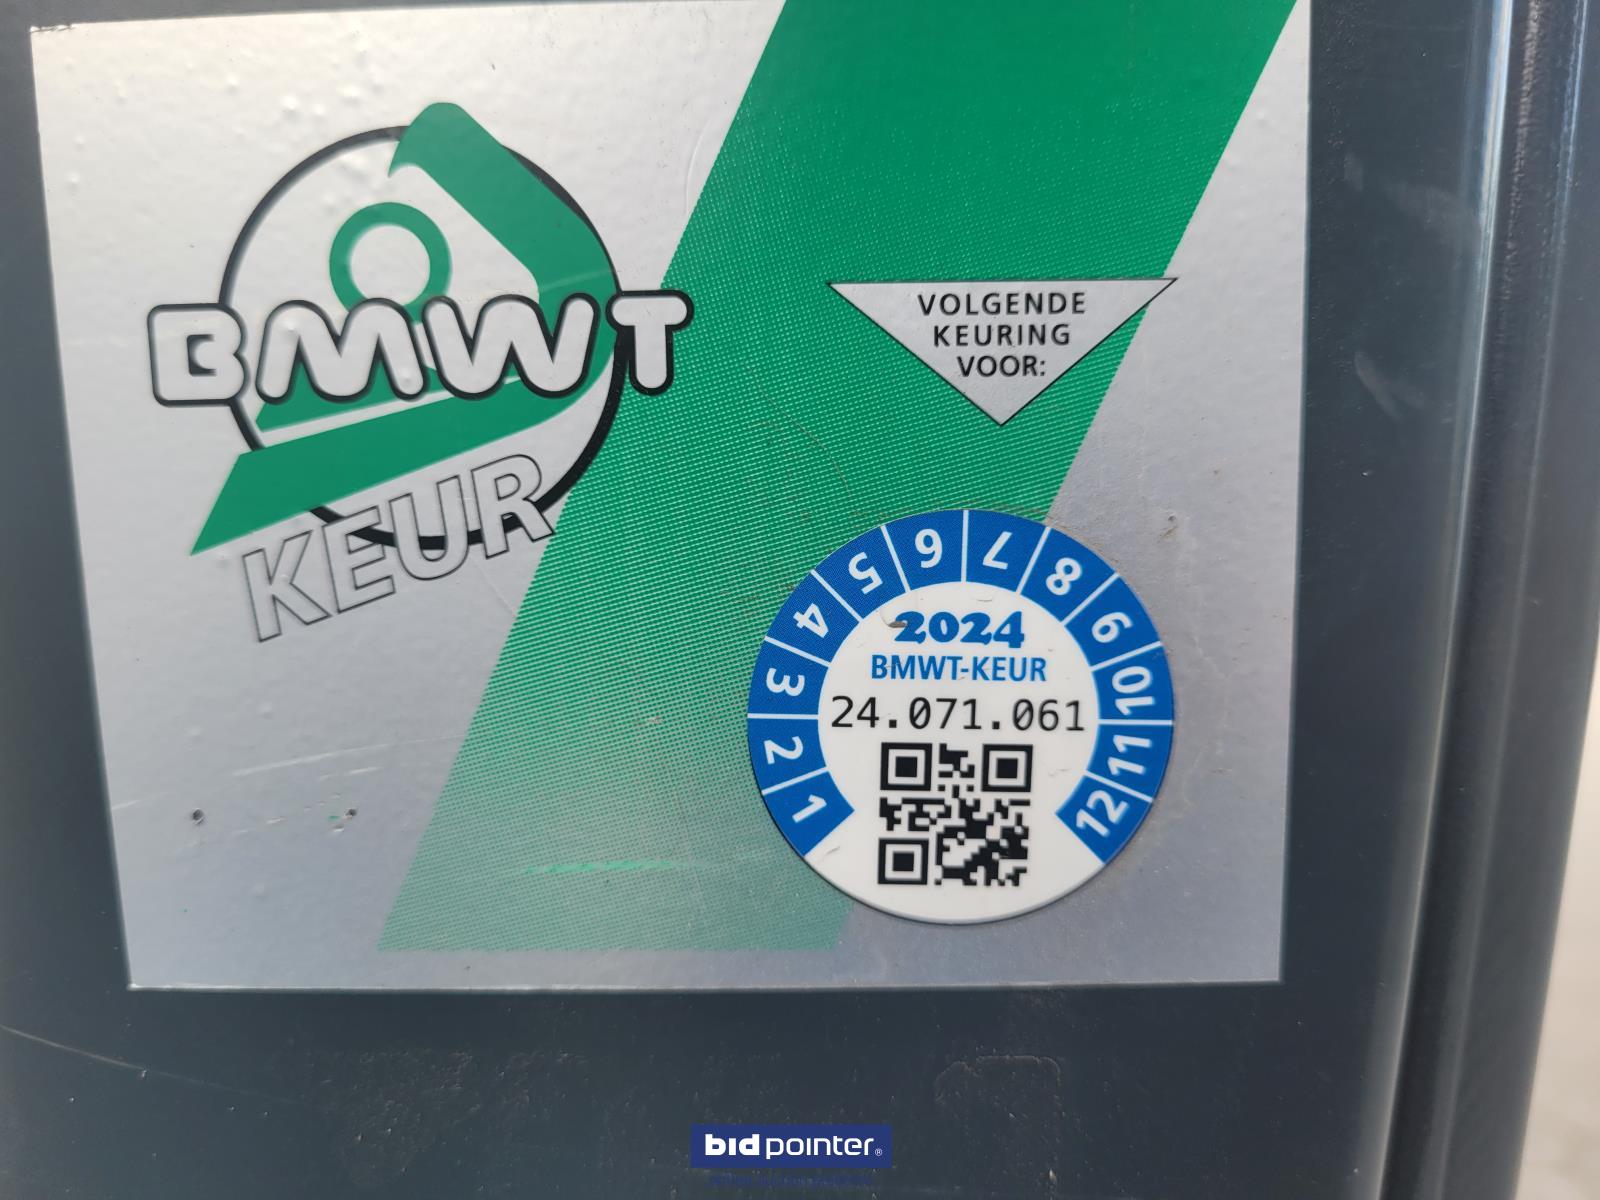 BMWT
KEUR
VOLGENDE
KEURING
VOOR:
1 2 3 4 5 6 7 8 9 10 11 12
2024
BMWT-KEUR
24.071.061
bidpointer®